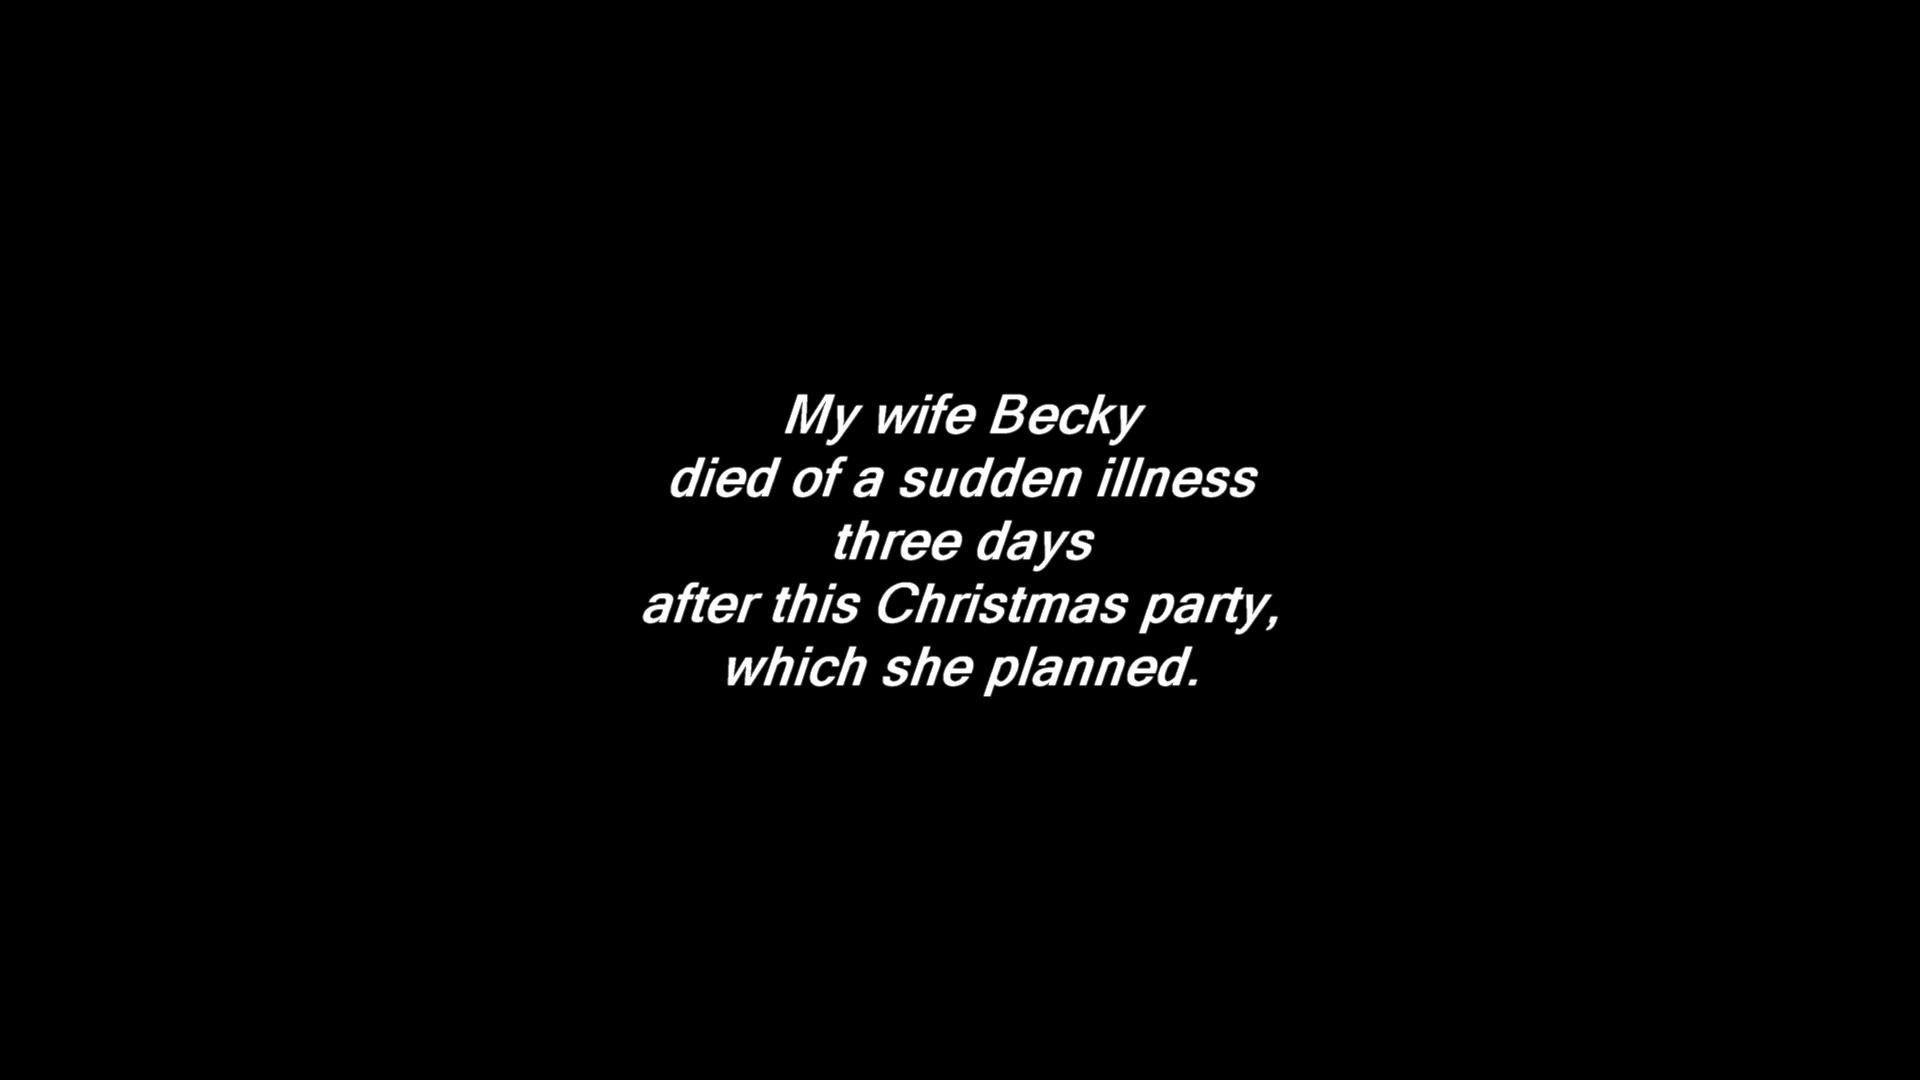 My wife Becky
died of a sudden illness
three days
after this Christmas party,
which she planned.